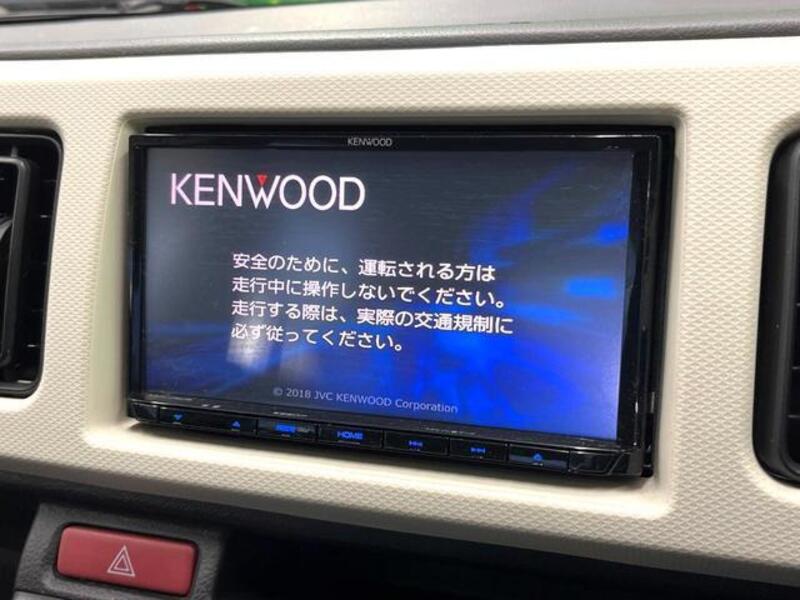 KENWOOD
KENWOOD
安全のために、運転される方は
走行中に操作しないでください。
走行する際は、実際の交通規制に
必ず従ってください。
© 2018 JVC KENWOOD Corporation
HOME